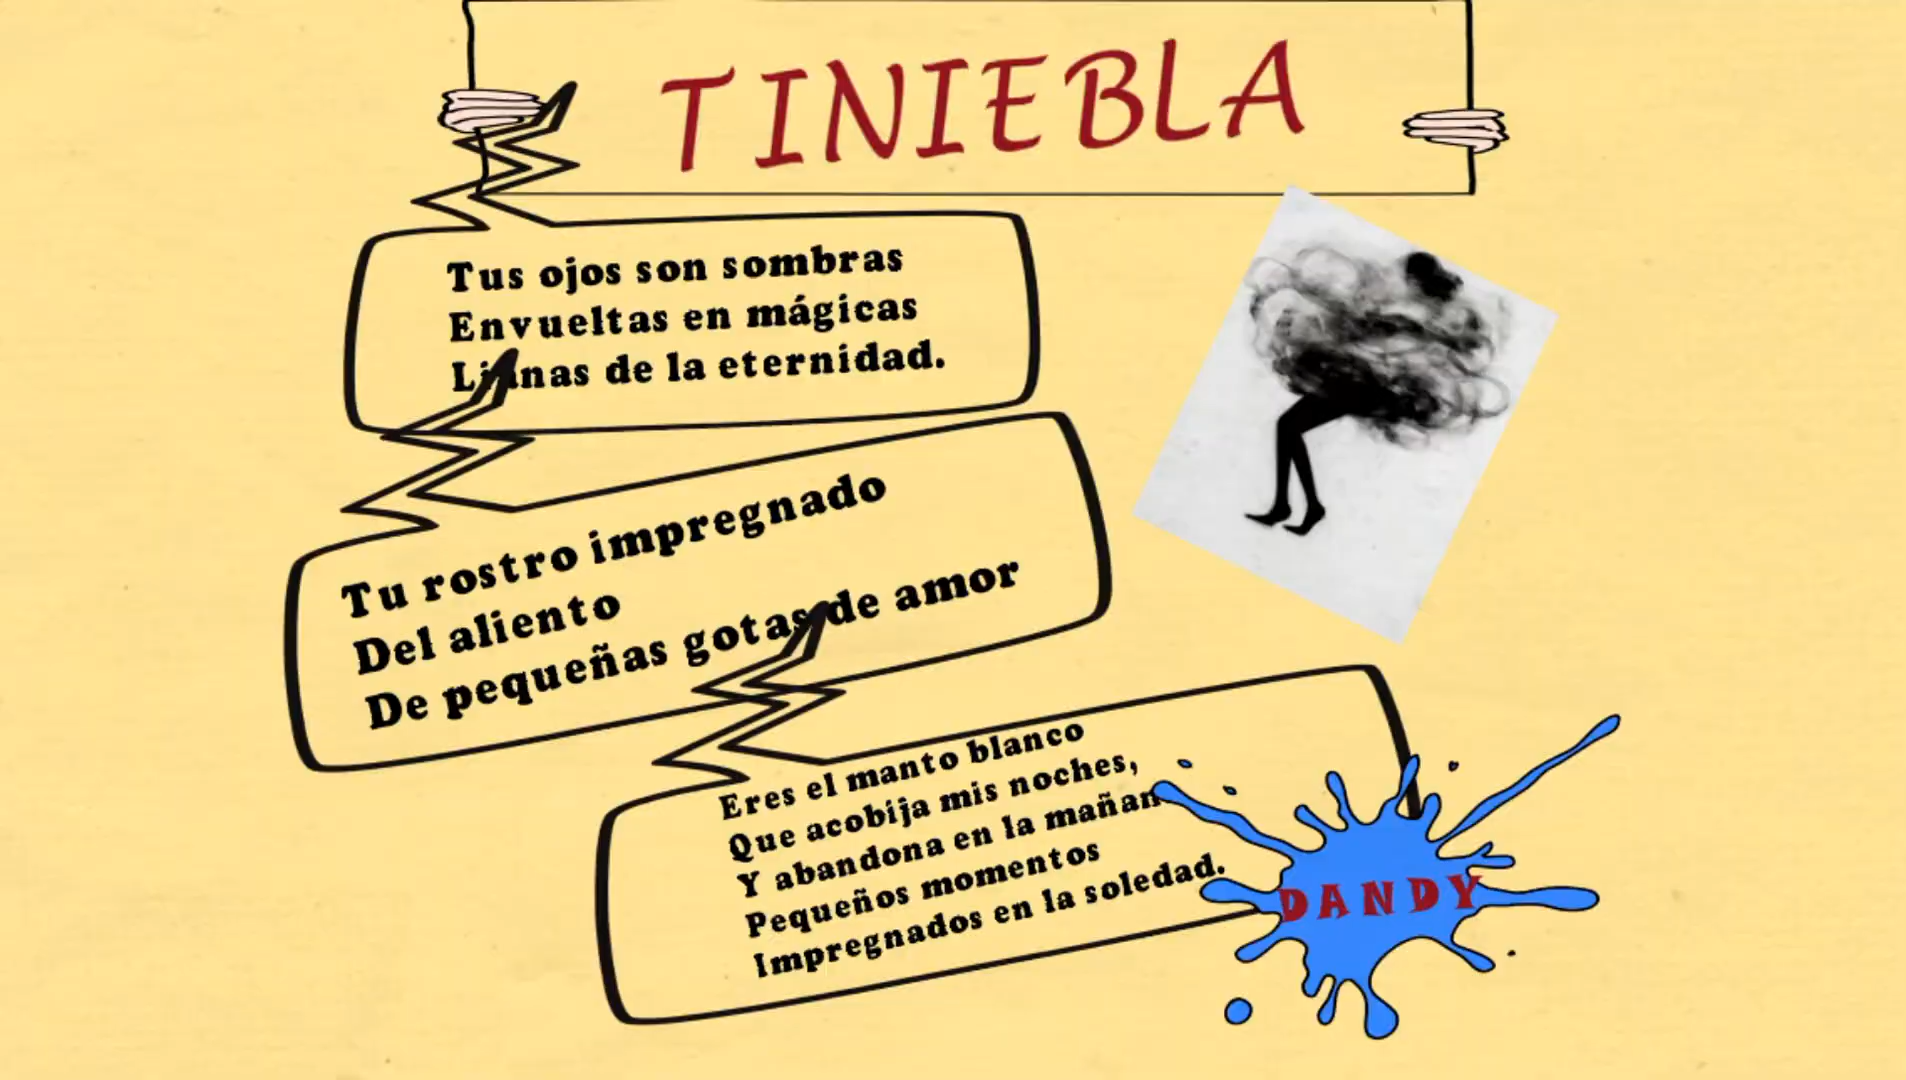 TINIEBLA
Tus ojos son sombras
Envueltas en mágicas
Lianas de la eternidad.
Tu rostro impregnado
Del aliento
De pequeñas gotas de amor
Eres el manto blanco
Que acobija mis noches,
Y abandona en la mañana
Pequeños momentos
Impregnados en la soledad.
DANDY